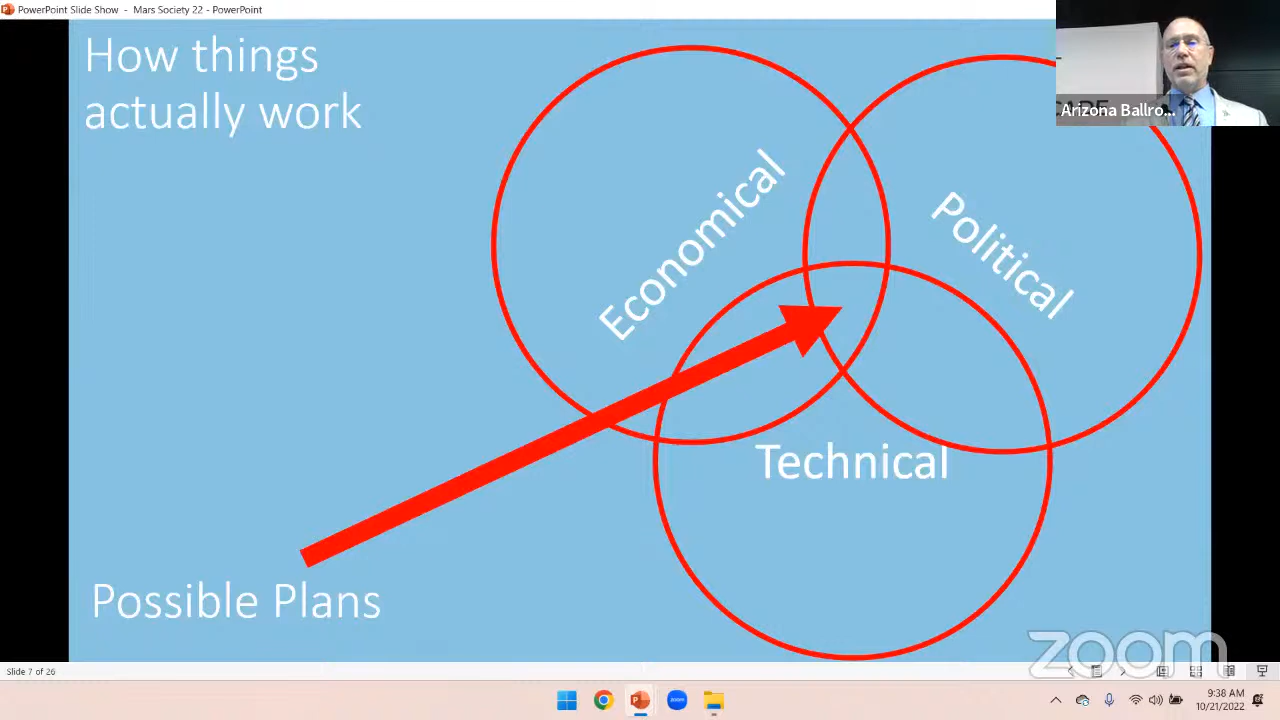 PowerPoint Slide Show - Mars Society 22 - PowerPoint
How things
actually work
Economical
Political
Technical
Possible Plans
Arizona Ballro...
zoom
Slide 7 of 26
zoom
9:38 AM
10/21/2022